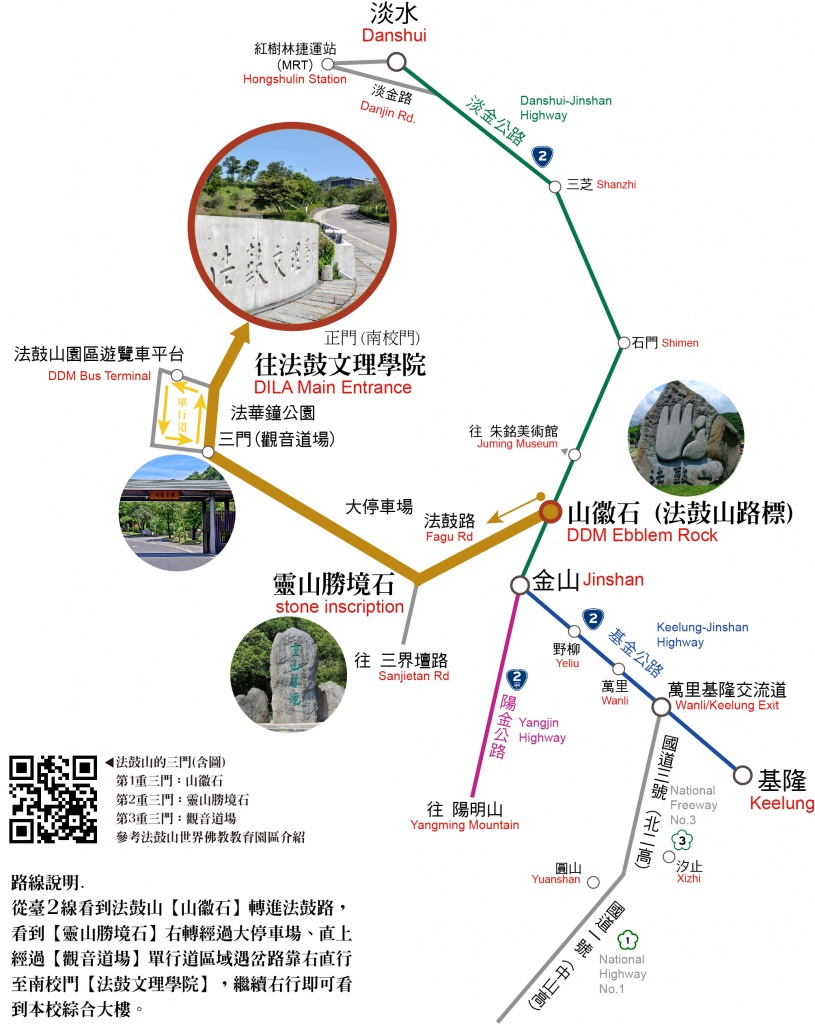 淡水
Danshui
紅樹林捷運站
(MRT)
Hongshulin Station
淡金路
Danjin Rd.
淡金公路
Danshui-Jinshan
Highway
2
三芝 Shanzhi
法鼓文理學
石門 Shimen
正門(南校門)
往法鼓文理學院
DILA Main Entrance
法鼓山園區遊覽車平台
DDM Bus Terminal
單行道
法華鐘公園
三門(觀音道場)
往 朱銘美術館
Juming Museum
大停車場
法鼓路
Fagu Rd
山徽石 (法鼓山路標)
DDM Ebblem Rock
靈山勝境石
stone inscription
靈山勝境
金山 Jinshan
往 三界壇路
Sanjietan Rd
2
基金公路
Keelung-Jinshan
Highway
野柳
Yeliu
萬里
Wanli
萬里基隆交流道
Wanli/Keelung Exit
2甲
陽金公路
Yangjin
Highway
基隆
Keelung
往 陽明山
Yangming Mountain
國道三號 (北二高)
National
Freeway
No.3
3
汐止
Xizhi
圓山
Yuanshan
國道一號 (中山高)
1
National
Highway
No.1
◀法鼓山的三門(含圖)
第1重三門：山徽石
第2重三門：靈山勝境石
第3重三門：觀音道場
參考法鼓山世界佛教教育園區介紹
路線說明.
從臺2線看到法鼓山【山徽石】轉進法鼓路，
看到【靈山勝境石】右轉經過大停車場、直上
經過【觀音道場】單行道區域遇岔路靠右直行
至南校門【法鼓文理學院】，繼續右行即可看
到本校綜合大樓。